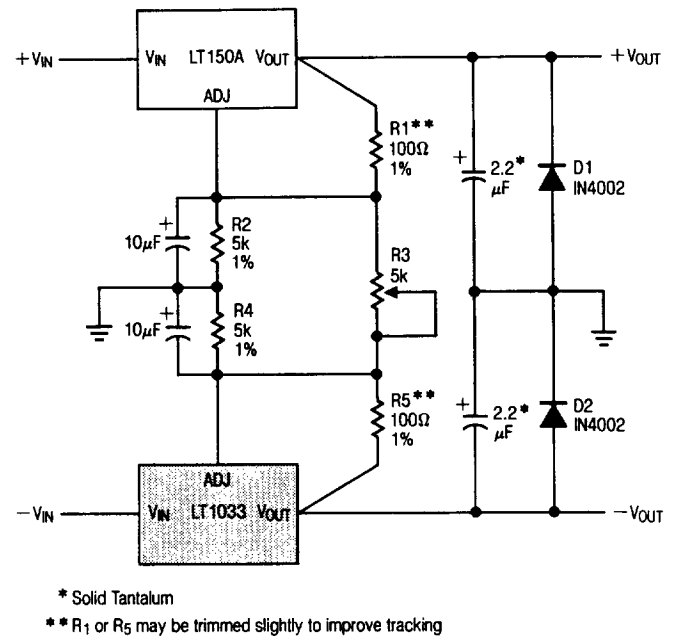 +VIN
VIN LT150A VOUT
ADJ
+VOUT
R1**
100Ω
1%
+
2.2*
µF
D1
IN4002
+
10µF
R2
5k
1%
R3
5k
+
10µF
R4
5k
1%
R5**
100Ω
1%
+
2.2*
µF
D2
IN4002
ADJ
−VIN
VIN LT1033 VOUT
−VOUT
* Solid Tantalum
** R1 or R5 may be trimmed slightly to improve tracking